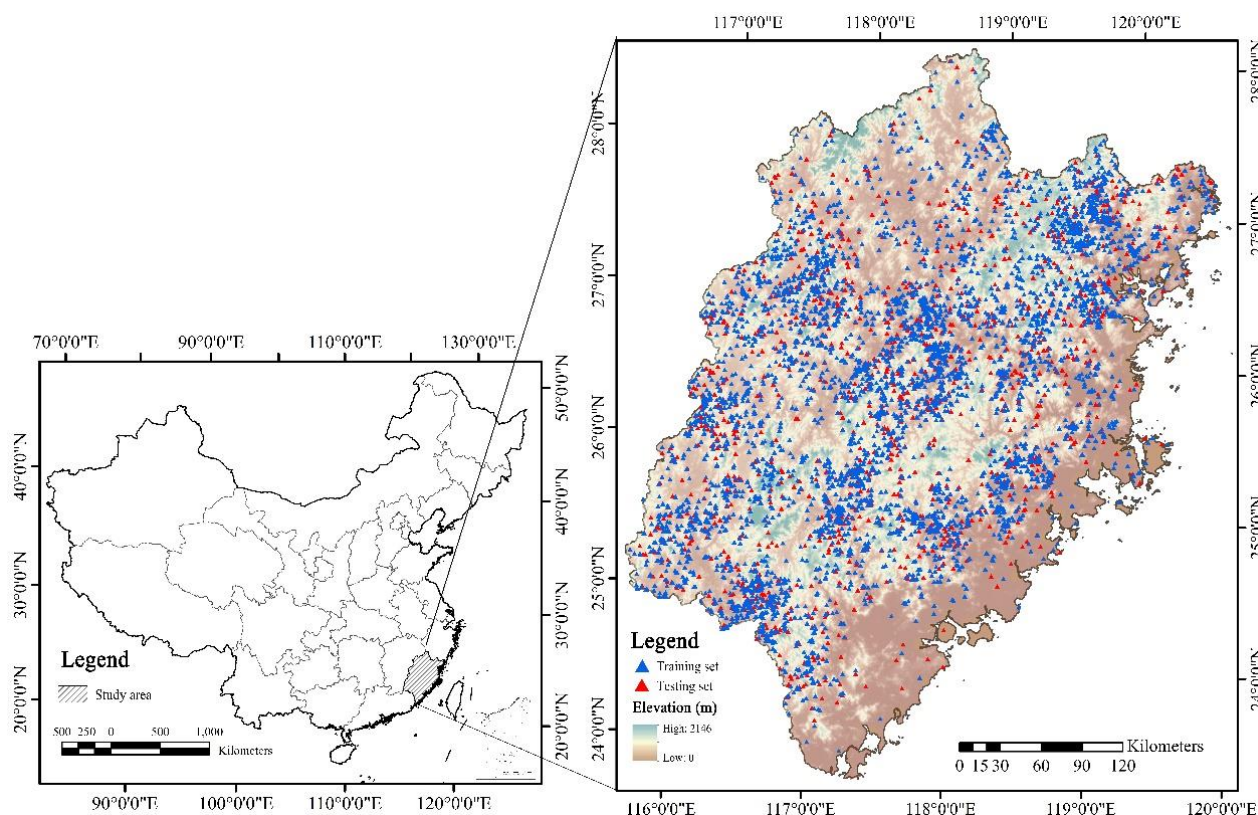 117°0'0"E 118°0'0"E 119°0'0"E 120°0'0"E
28°0'0"N
27°0'0"N
26°0'0"N
25°0'0"N
24°0'0"N
28°0'0"N
27°0'0"N
26°0'0"N
25°0'0"N
24°0'0"N
Legend
Training set
Testing set
Elevation (m)
High: 2146
Low: 0
Kilometers
0 15 30 60 90 120
116°0'0"E 117°0'0"E 118°0'0"E 119°0'0"E 120°0'0"E
70°0'0"E 90°0'0"E 110°0'0"E 130°0'0"E
40°0'0"N
30°0'0"N
20°0'0"N
50°0'0"N
40°0'0"N
30°0'0"N
20°0'0"N
Legend
Study area
500 250 0 500 1,000
Kilometers
90°0'0"E 100°0'0"E 110°0'0"E 120°0'0"E